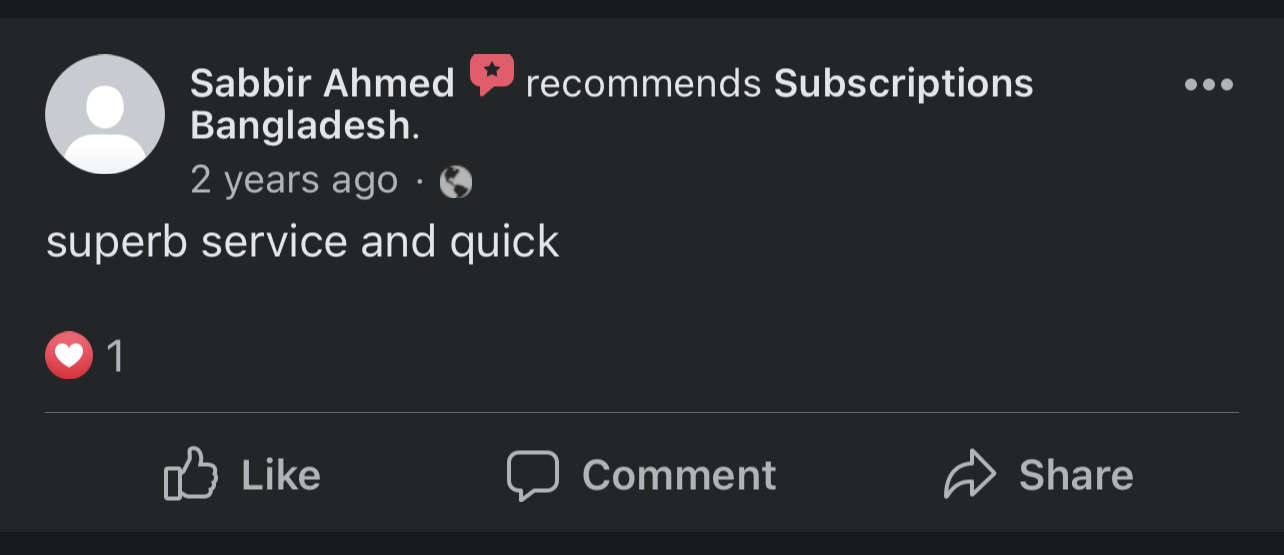 Sabbir Ahmed recommends Subscriptions
Bangladesh.
2 years ago ·
superb service and quick
1
Like Comment Share